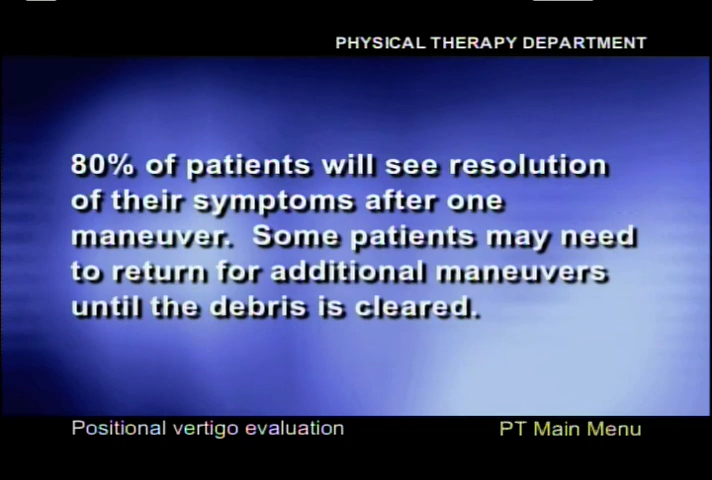 PHYSICAL THERAPY DEPARTMENT
80% of patients will see resolution
of their symptoms after one
maneuver.  Some patients may need
to return for additional maneuvers
until the debris is cleared.
Positional vertigo evaluation
PT Main Menu